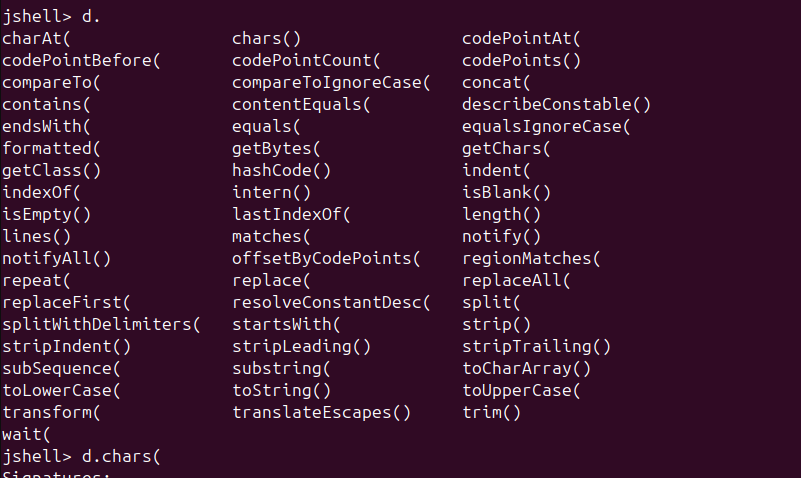 jshell> d.
charAt( chars() codePointAt(
codePointBefore( codePointCount( codePoints()
compareTo( compareToIgnoreCase( concat(
contains( contentEquals( describeConstable()
endsWith( equals( equalsIgnoreCase(
formatted( getBytes( getChars(
getClass() hashCode() indent(
indexOf( intern() isBlank()
isEmpty() lastIndexOf( length()
lines() matches( notify()
notifyAll() offsetByCodePoints( regionMatches(
repeat( replace( replaceAll(
replaceFirst( resolveConstantDesc( split(
splitWithDelimiters( startsWith( strip()
stripIndent() stripLeading() stripTrailing()
subSequence( substring( toCharArray()
toLowerCase( toString() toUpperCase(
transform( translateEscapes() trim()
wait(
jshell> d.chars(
Signatures: